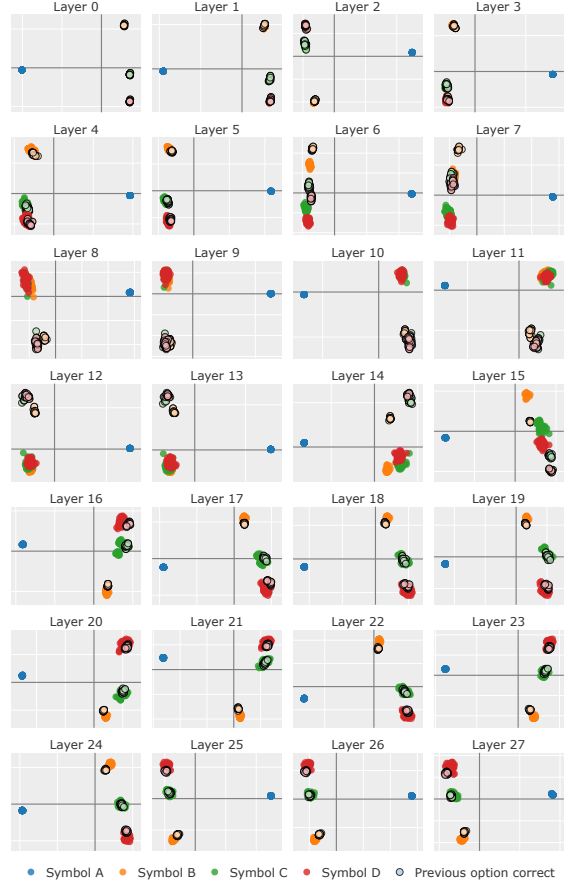 Layer 0 Layer 1 Layer 2 Layer 3
Layer 4 Layer 5 Layer 6 Layer 7
Layer 8 Layer 9 Layer 10 Layer 11
Layer 12 Layer 13 Layer 14 Layer 15
Layer 16 Layer 17 Layer 18 Layer 19
Layer 20 Layer 21 Layer 22 Layer 23
Layer 24 Layer 25 Layer 26 Layer 27
Symbol A Symbol B Symbol C Symbol D Previous option correct